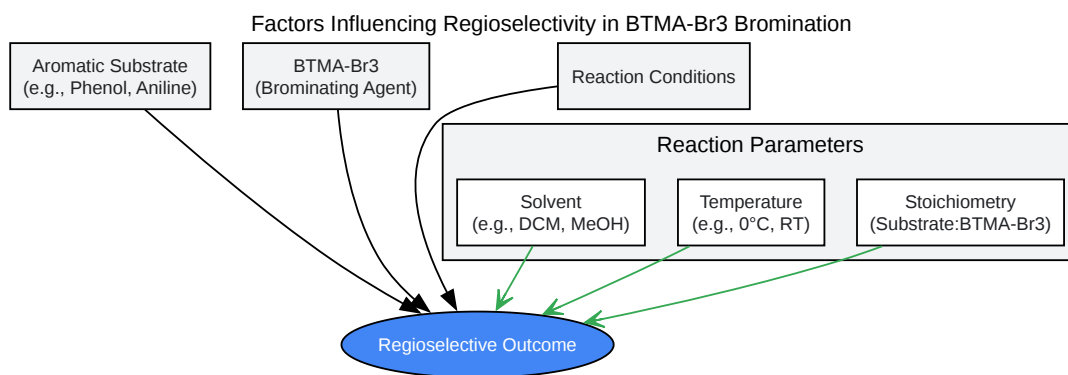 Factors Influencing Regioselectivity in BTMA-Br3 Bromination
Aromatic Substrate
(e.g., Phenol, Aniline)
BTMA-Br3
(Brominating Agent)
Reaction Conditions
Reaction Parameters
Solvent
(e.g., DCM, MeOH)
Temperature
(e.g., 0°C, RT)
Stoichiometry
(Substrate:BTMA-Br3)
Regioselective Outcome